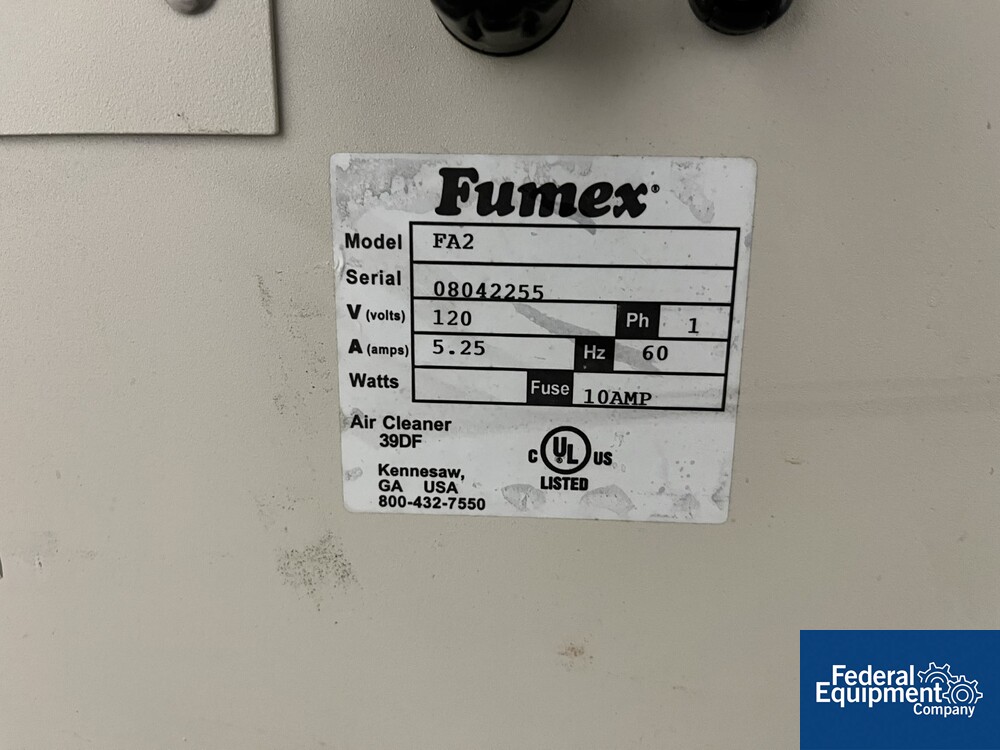 Fumex®
Model FA2
Serial 08042255
V (volts) 120 Ph 1
A (amps) 5.25 Hz 60
Watts Fuse 10AMP
Air Cleaner
39DF
C UL® US
LISTED
Kennesaw,
GA USA
800-432-7550
Federal
Equipment
Company